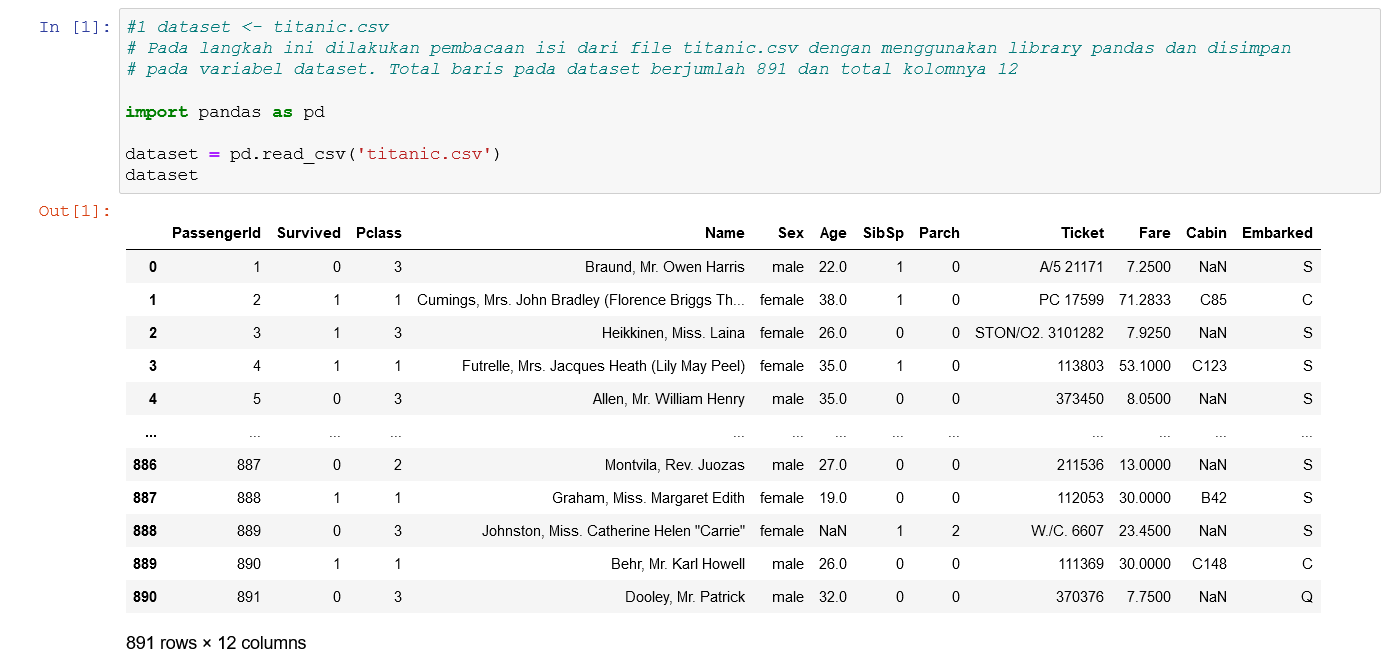 In [1]: #1 dataset <- titanic.csv
# Pada langkah ini dilakukan pembacaan isi dari file titanic.csv dengan menggunakan library pandas dan disimpan
# pada variabel dataset. Total baris pada dataset berjumlah 891 dan total kolomnya 12
import pandas as pd
dataset = pd.read_csv('titanic.csv')
dataset
Out[1]:
PassengerId Survived Pclass Name Sex Age SibSp Parch Ticket Fare Cabin Embarked
0 1 0 3 Braund, Mr. Owen Harris male 22.0 1 0 A/5 21171 7.2500 NaN S
1 2 1 1 Cumings, Mrs. John Bradley (Florence Briggs Th... female 38.0 1 0 PC 17599 71.2833 C85 C
2 3 1 3 Heikkinen, Miss. Laina female 26.0 0 0 STON/O2. 3101282 7.9250 NaN S
3 4 1 1 Futrelle, Mrs. Jacques Heath (Lily May Peel) female 35.0 1 0 113803 53.1000 C123 S
4 5 0 3 Allen, Mr. William Henry male 35.0 0 0 373450 8.0500 NaN S
... ... ... ... ... ... ... ... ... ... ... ... ...
886 887 0 2 Montvila, Rev. Juozas male 27.0 0 0 211536 13.0000 NaN S
887 888 1 1 Graham, Miss. Margaret Edith female 19.0 0 0 112053 30.0000 B42 S
888 889 0 3 Johnston, Miss. Catherine Helen "Carrie" female NaN 1 2 W./C. 6607 23.4500 NaN S
889 890 1 1 Behr, Mr. Karl Howell male 26.0 0 0 111369 30.0000 C148 C
890 891 0 3 Dooley, Mr. Patrick male 32.0 0 0 370376 7.7500 NaN Q
891 rows × 12 columns